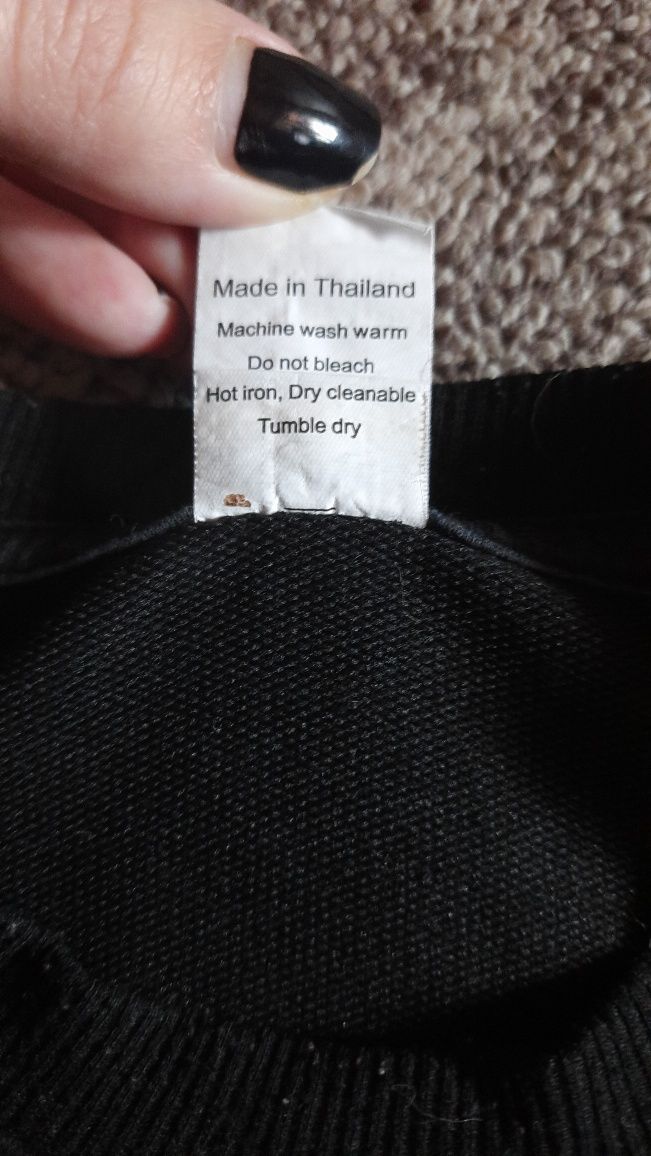 Made in Thailand
Machine wash warm
Do not bleach
Hot iron, Dry cleanable
Tumble dry